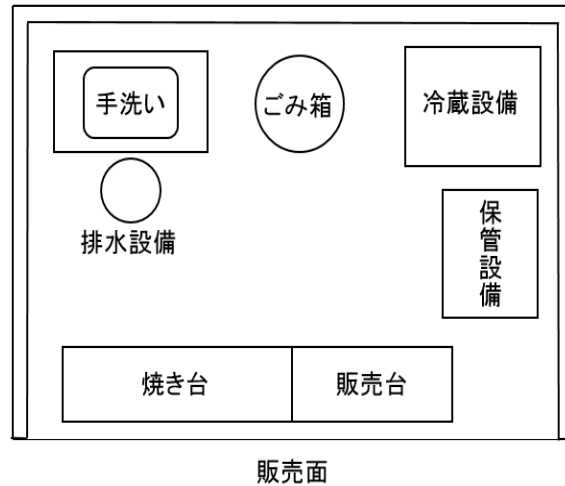 手洗い
ごみ箱
冷蔵設備
排水設備
保管設備
焼き台
販売台
販売面